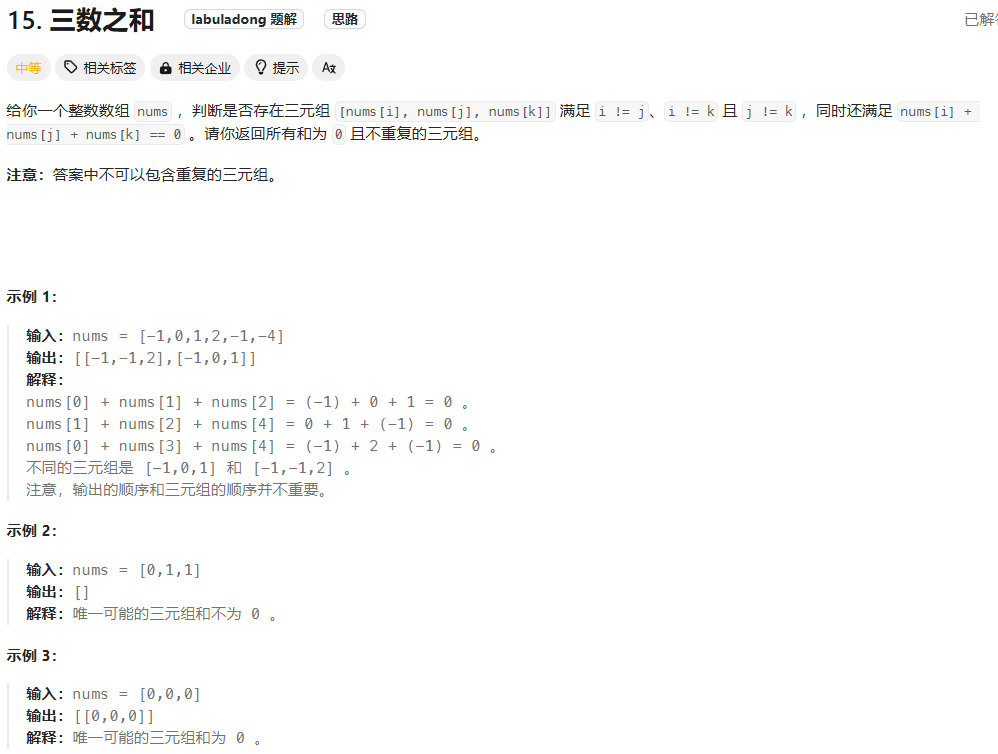 15. 三数之和 labuladong 题解 思路 已解
中等 相关标签 相关企业 提示
给你一个整数数组 nums ，判断是否存在三元组 [nums[i], nums[j], nums[k]] 满足 i != j、 i != k 且 j != k ，同时还满足 nums[i] +
nums[j] + nums[k] == 0 。请你返回所有和为 0 且不重复的三元组。
注意：答案中不可以包含重复的三元组。
示例 1：
输入：nums = [-1,0,1,2,-1,-4]
输出：[[-1,-1,2],[-1,0,1]]
解释：
nums[0] + nums[1] + nums[2] = (-1) + 0 + 1 = 0 。
nums[1] + nums[2] + nums[4] = 0 + 1 + (-1) = 0 。
nums[0] + nums[3] + nums[4] = (-1) + 2 + (-1) = 0 。
不同的三元组是 [-1,0,1] 和 [-1,-1,2] 。
注意，输出的顺序和三元组的顺序并不重要。
示例 2：
输入：nums = [0,1,1]
输出：[]
解释：唯一可能的三元组和不为 0 。
示例 3：
输入：nums = [0,0,0]
输出：[[0,0,0]]
解释：唯一可能的三元组和为 0 。